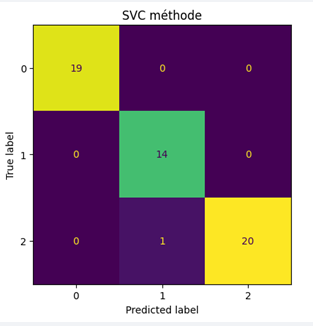 SVC méthode
True label
0 19 0 0
1 0 14 0
2 0 1 20
0 1 2
Predicted label